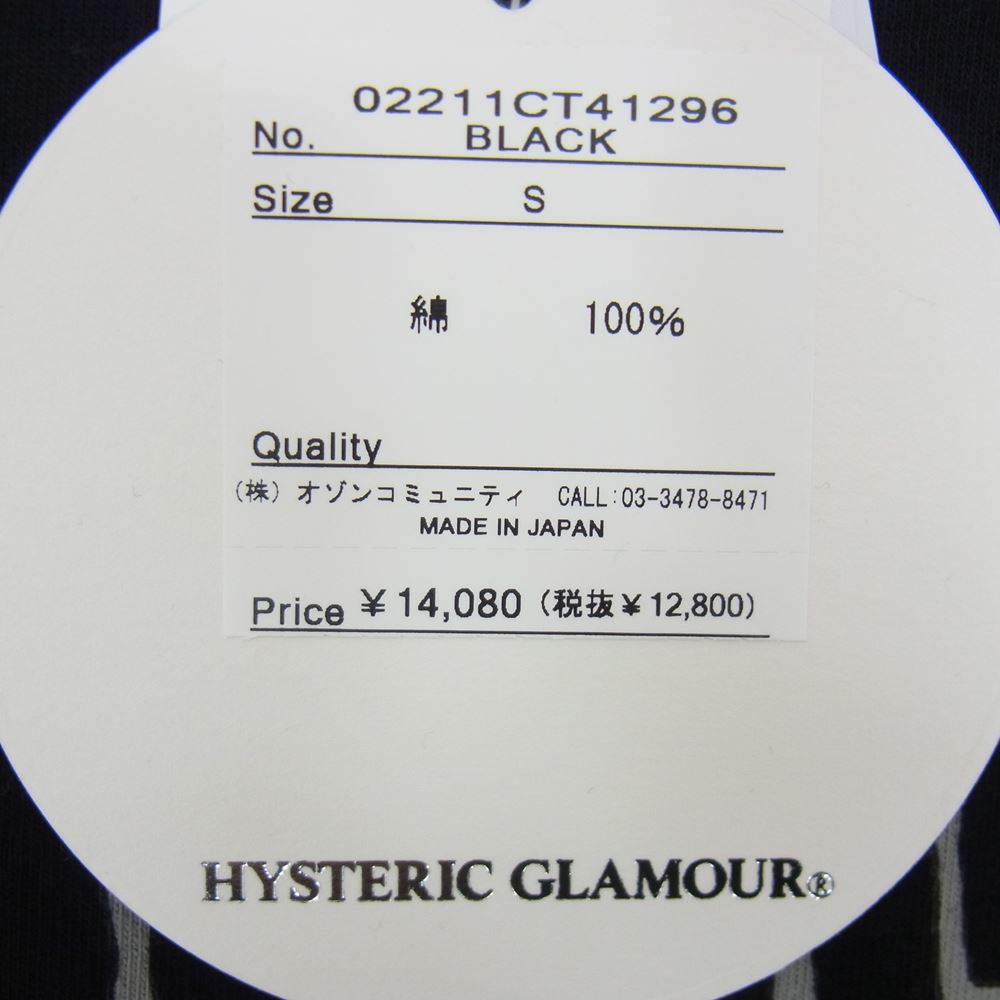 02211CT41296
No. BLACK
Size S
綿 100%
Quality
（株）オゾンコミュニティ CALL:03-3478-8471
MADE IN JAPAN
Price ￥14,080（税抜￥12,800）
HYSTERIC GLAMOUR®